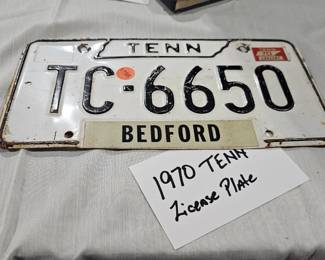 TENN
TC-6650
BEDFORD
1970 TENN
License Plate